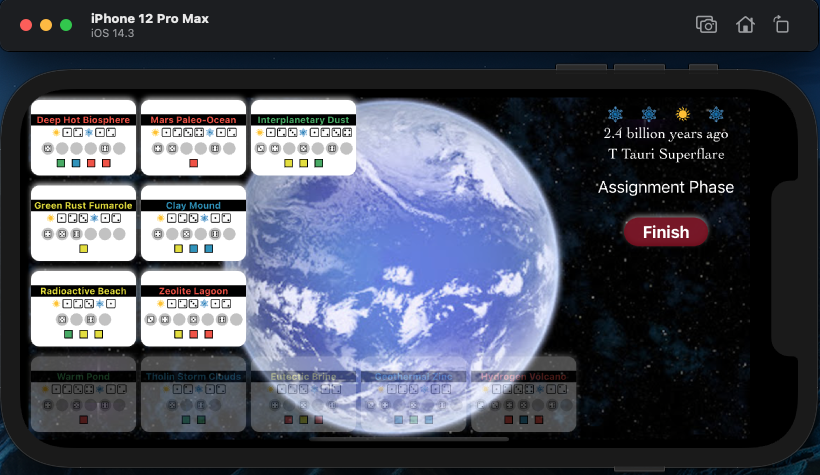 iPhone 12 Pro Max
iOS 14.3
Deep Hot Biosphere
Mars Paleo-Ocean
Interplanetary Dust
2.4 billion years ago
T Tauri Superflare
Assignment Phase
Green Rust Fumarole
Clay Mound
Finish
Radioactive Beach
Zeolite Lagoon
Warm Pond
Tholin Storm Clouds
Eutectic Brine
Geothermal
Hydrogen Volcano